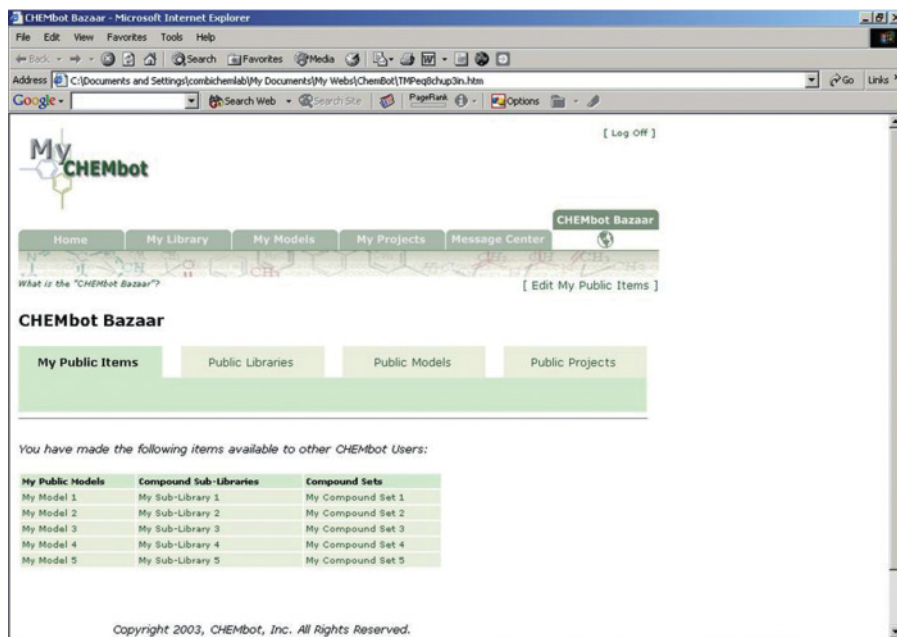 CHEMbot Bazaar - Microsoft Internet Explorer
File Edit View Favorites Tools Help
Back Search Favorites Media
Address C:\Documents and Settings\combichemlab\My Documents\My Webs\ChemBot\TMPeq8chup3in.htm Go Links
Google Search Web Search Site PageRank Options
[ Log Off ]
My
CHEMbot
CHEMbot Bazaar
Home My Library My Models My Projects Message Center
What is the "CHEMbot Bazaar"? [ Edit My Public Items ]
CHEMbot Bazaar
My Public Items Public Libraries Public Models Public Projects
You have made the following items available to other CHEMbot Users:
My Public Models Compound Sub-Libraries Compound Sets
My Model 1 My Sub-Library 1 My Compound Set 1
My Model 2 My Sub-Library 2 My Compound Set 2
My Model 3 My Sub-Library 3 My Compound Set 3
My Model 4 My Sub-Library 4 My Compound Set 4
My Model 5 My Sub-Library 5 My Compound Set 5
Copyright 2003, CHEMbot, Inc. All Rights Reserved.